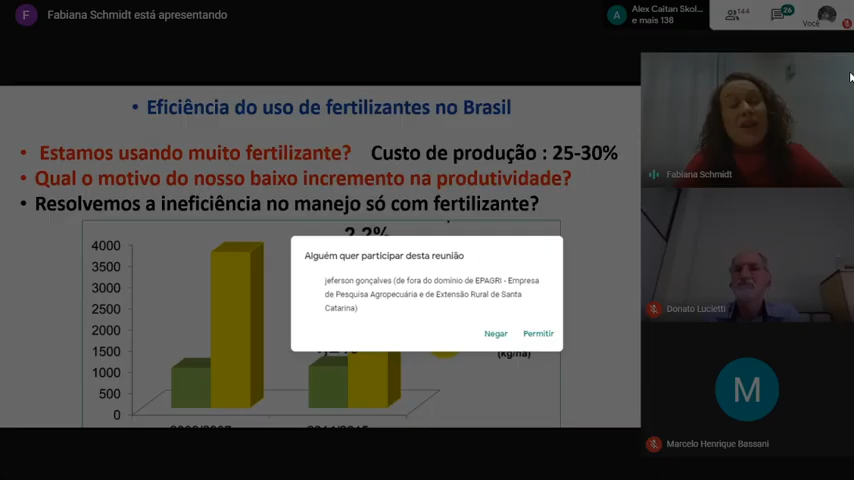 F Fabiana Schmidt está apresentando
A Alex Caitan Skol...
e mais 138
144
26
Você
• Eficiência do uso de fertilizantes no Brasil
• Estamos usando muito fertilizante? Custo de produção : 25-30%
• Qual o motivo do nosso baixo incremento na produtividade?
• Resolvemos a ineficiência no manejo só com fertilizante?
Fabiana Schmidt
2,2%
4000
3500
3000
2500
2000
1500
1000
500
0
Alguém quer participar desta reunião
jeferson gonçalves (de fora do domínio de EPAGRI - Empresa
de Pesquisa Agropecuária e de Extensão Rural de Santa
Catarina)
Negar Permitir
(kg/ha)
Donato Lucietti
M
Marcelo Henrique Bassani